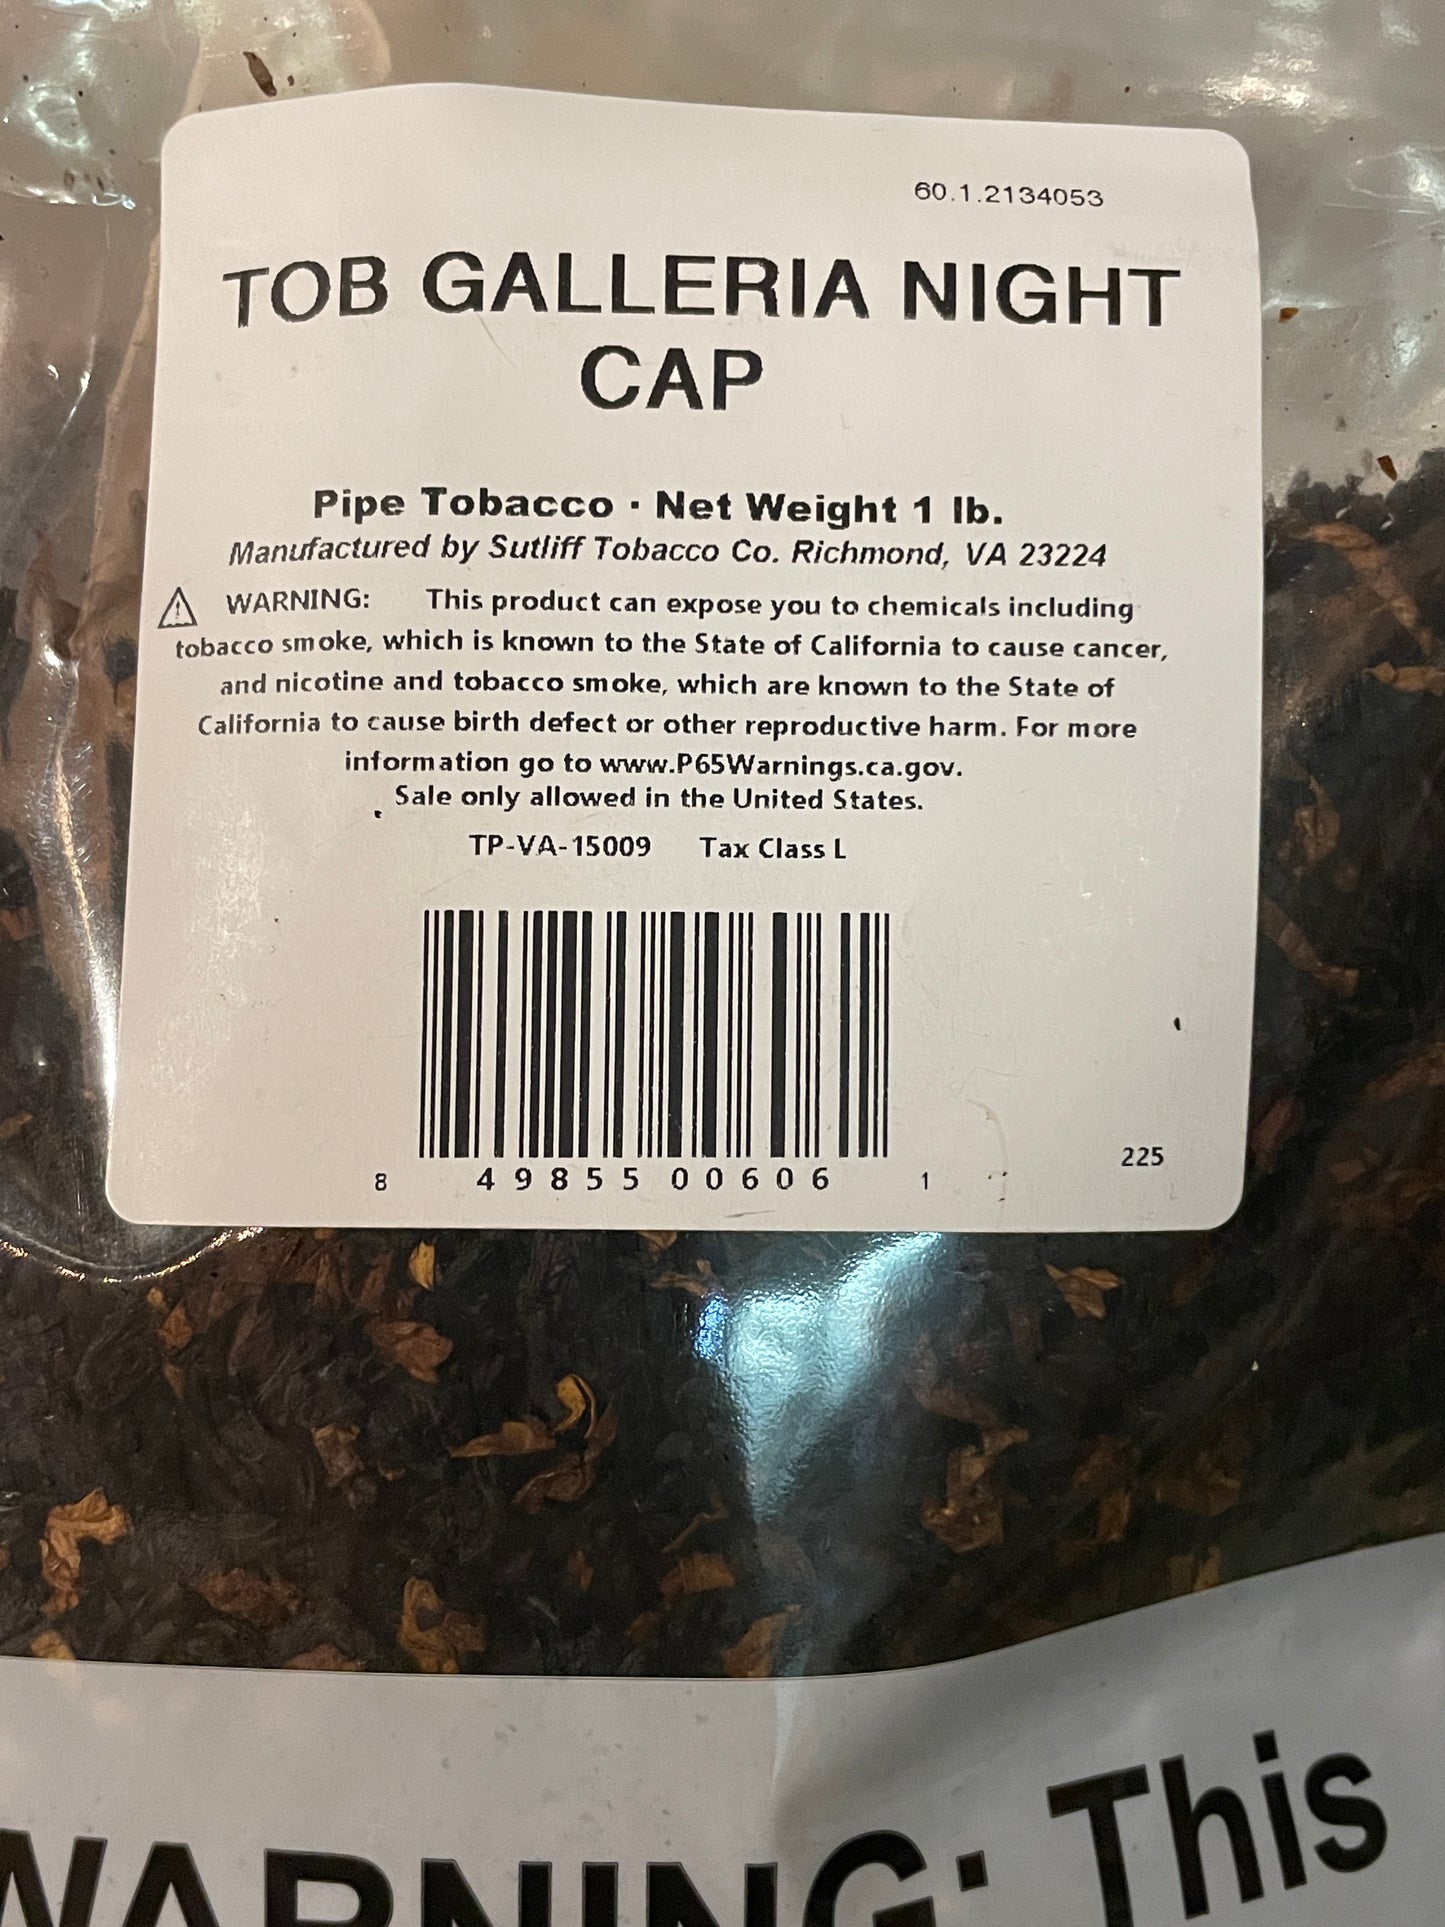 60.1.2134053
TOB GALLERIA NIGHT
CAP
Pipe Tobacco · Net Weight 1 lb.
Manufactured by Sutliff Tobacco Co. Richmond, VA 23224
WARNING: This product can expose you to chemicals including
tobacco smoke, which is known to the State of California to cause cancer,
and nicotine and tobacco smoke, which are known to the State of
California to cause birth defect or other reproductive harm. For more
information go to www.P65Warnings.ca.gov.
Sale only allowed in the United States.
TP-VA-15009 Tax Class L
8 49855 00606 1
225
WARNING: This